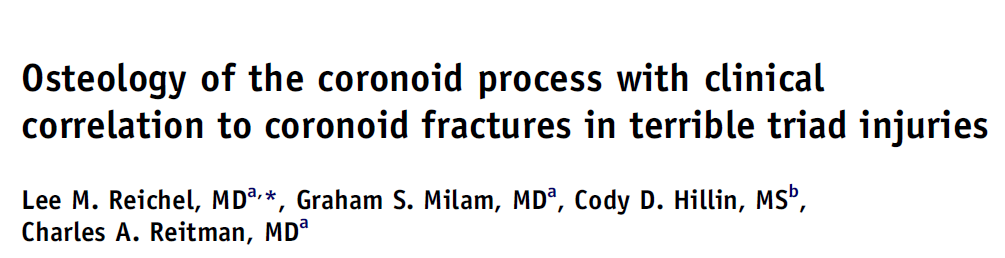 Osteology of the coronoid process with clinical
correlation to coronoid fractures in terrible triad injuries
Lee M. Reichel, MDa,*, Graham S. Milam, MDa, Cody D. Hillin, MSb,
Charles A. Reitman, MDa